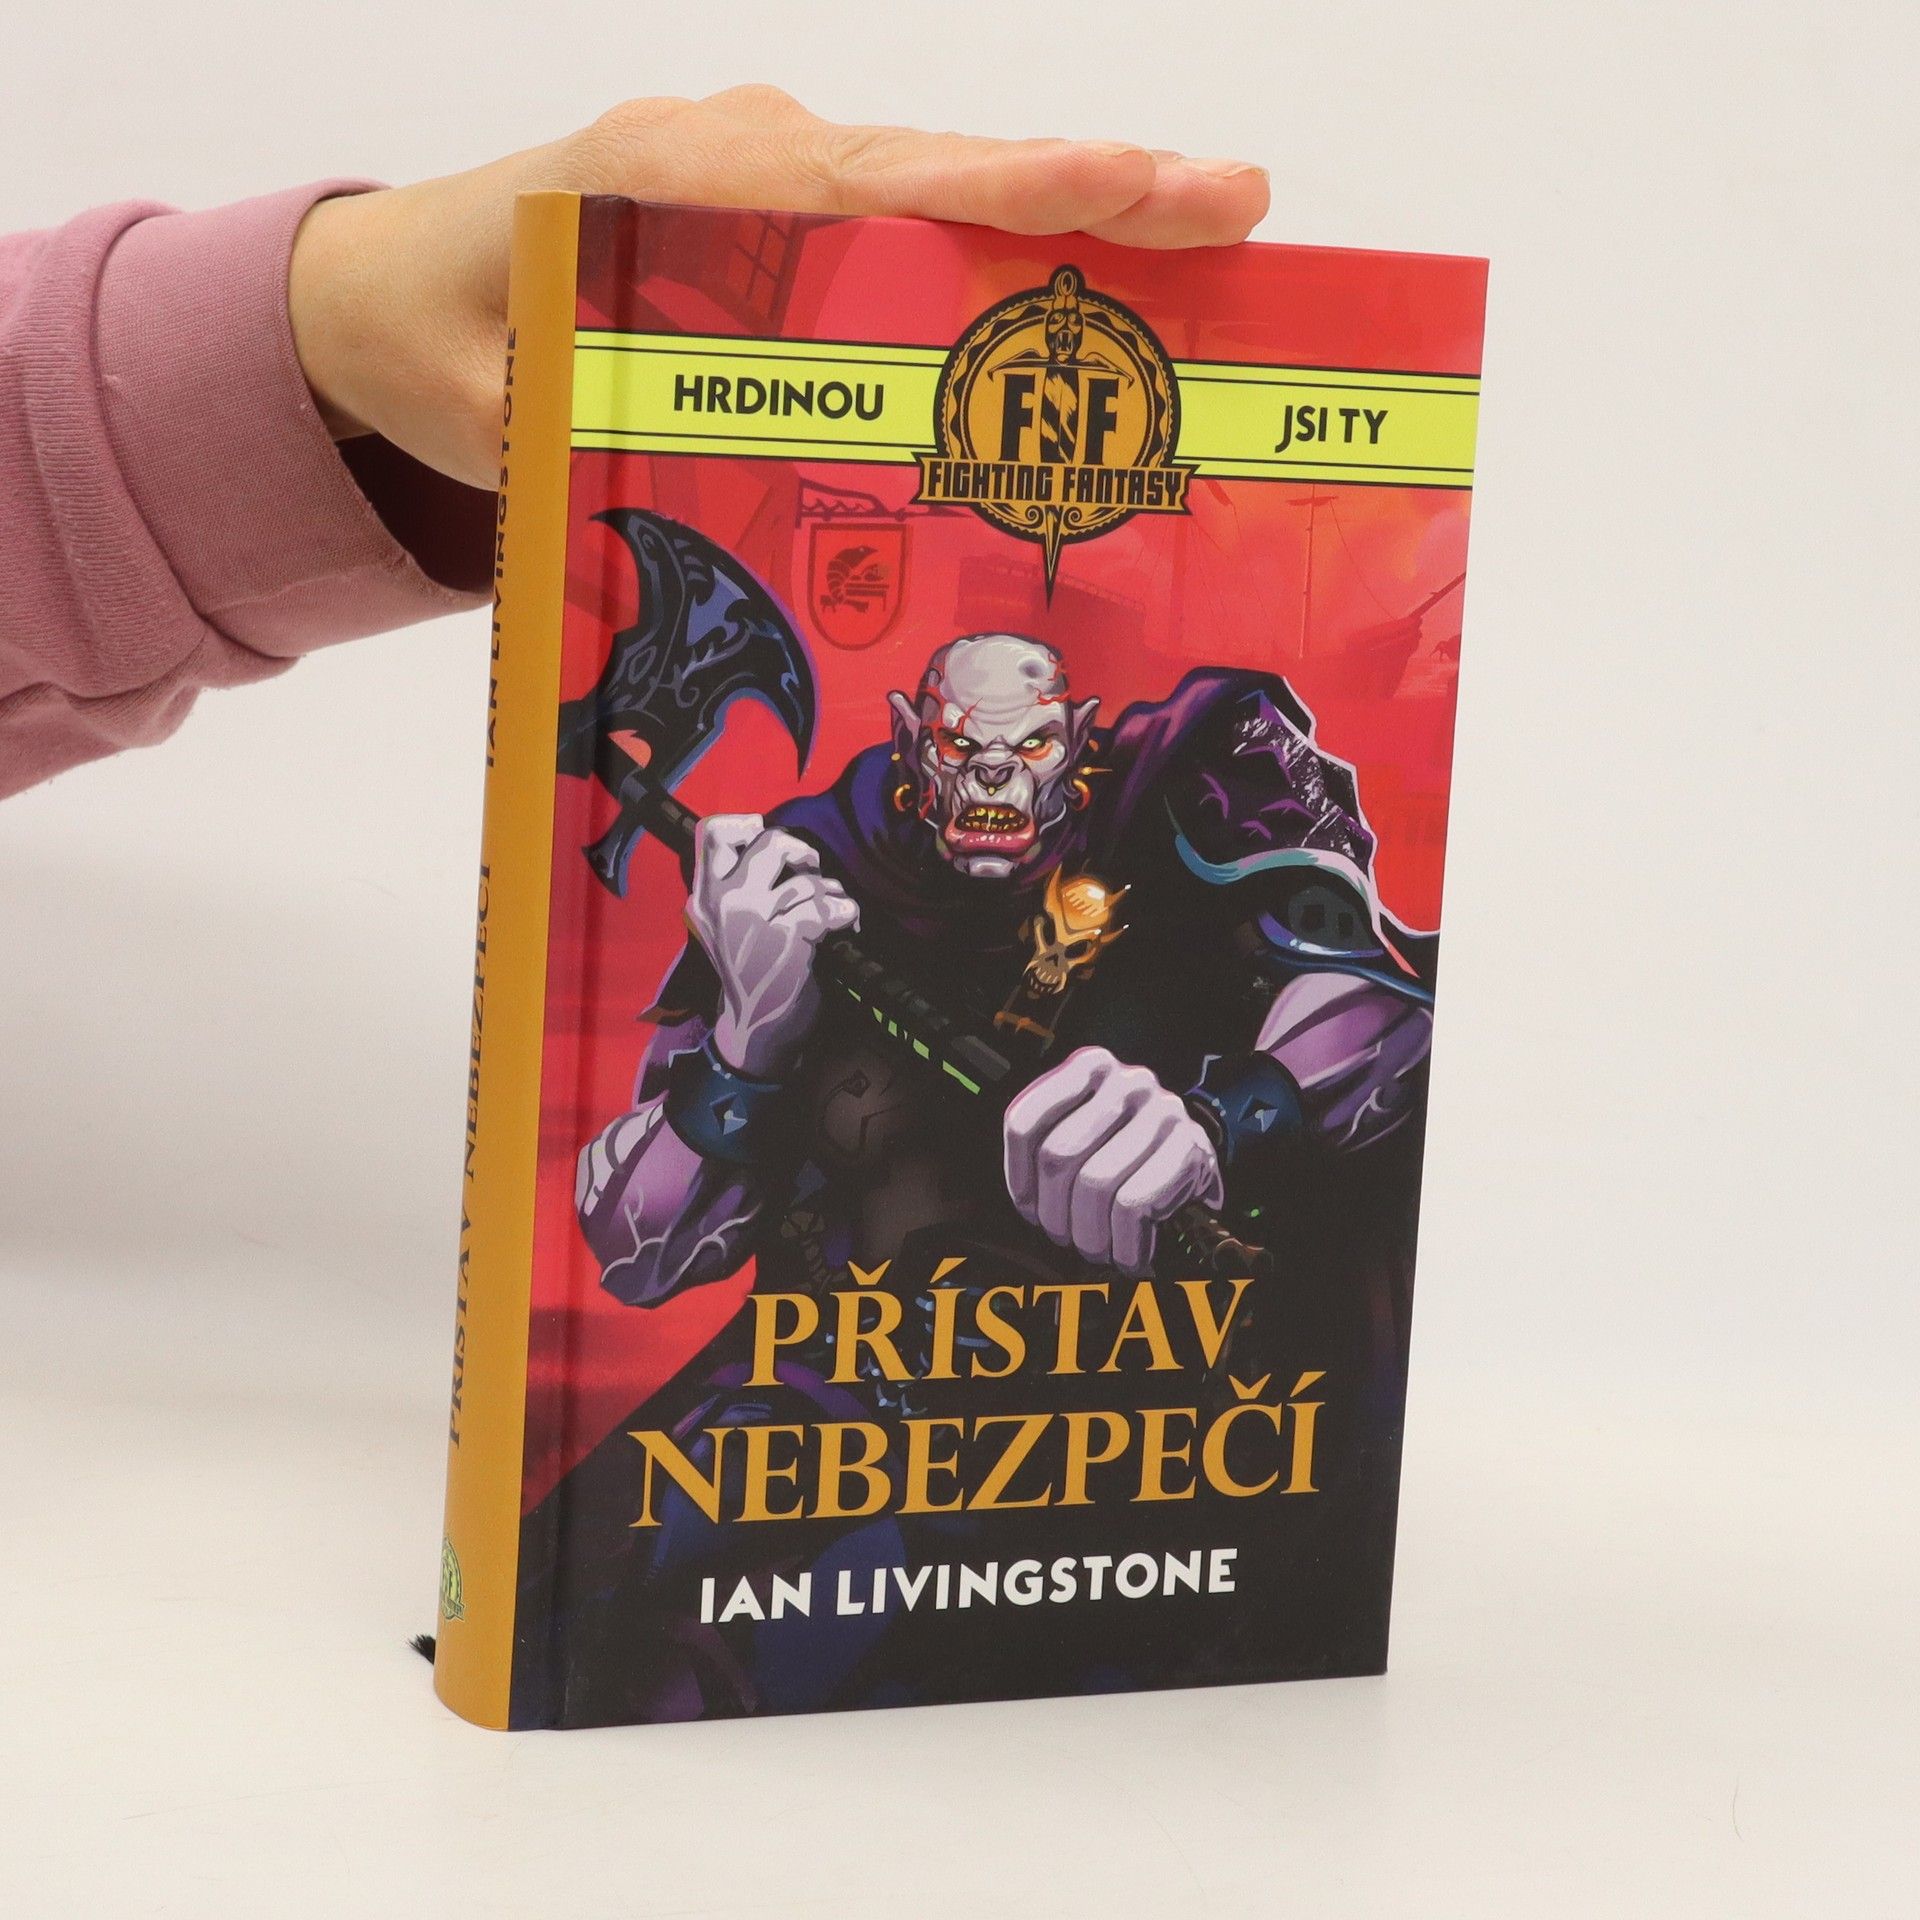 HRDINOU JSI TY
FF
FIGHTING FANTASY
PŘÍSTAV
NEBEZPEČÍ
IAN LIVINGSTONE
PŘÍSTAV NEBEZPEČÍ IAN LIVINGSTONE